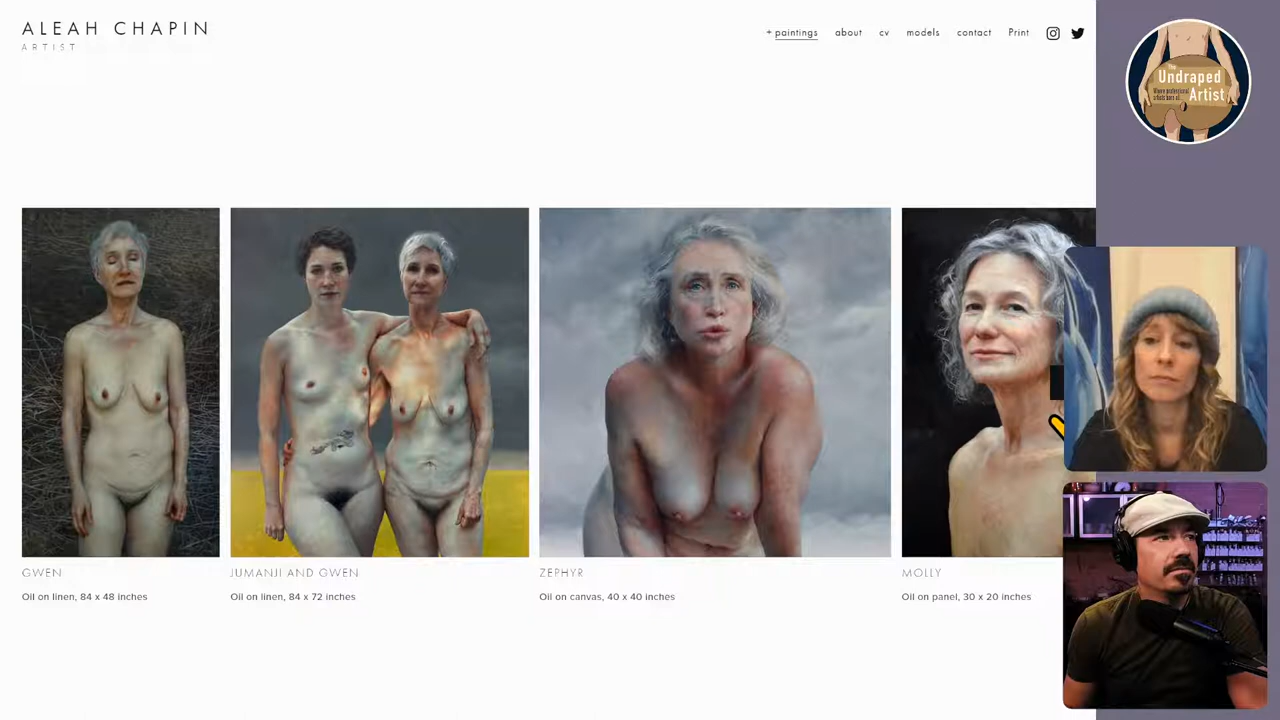 ALEAH CHAPIN
ARTIST
+ paintings about cv models contact Print
The
Undraped
Artist
GWEN
Oil on linen, 84 x 48 inches
JUMANJI AND GWEN
Oil on linen, 84 x 72 inches
ZEPHYR
Oil on canvas, 40 x 40 inches
MOLLY
Oil on panel, 30 x 20 inches